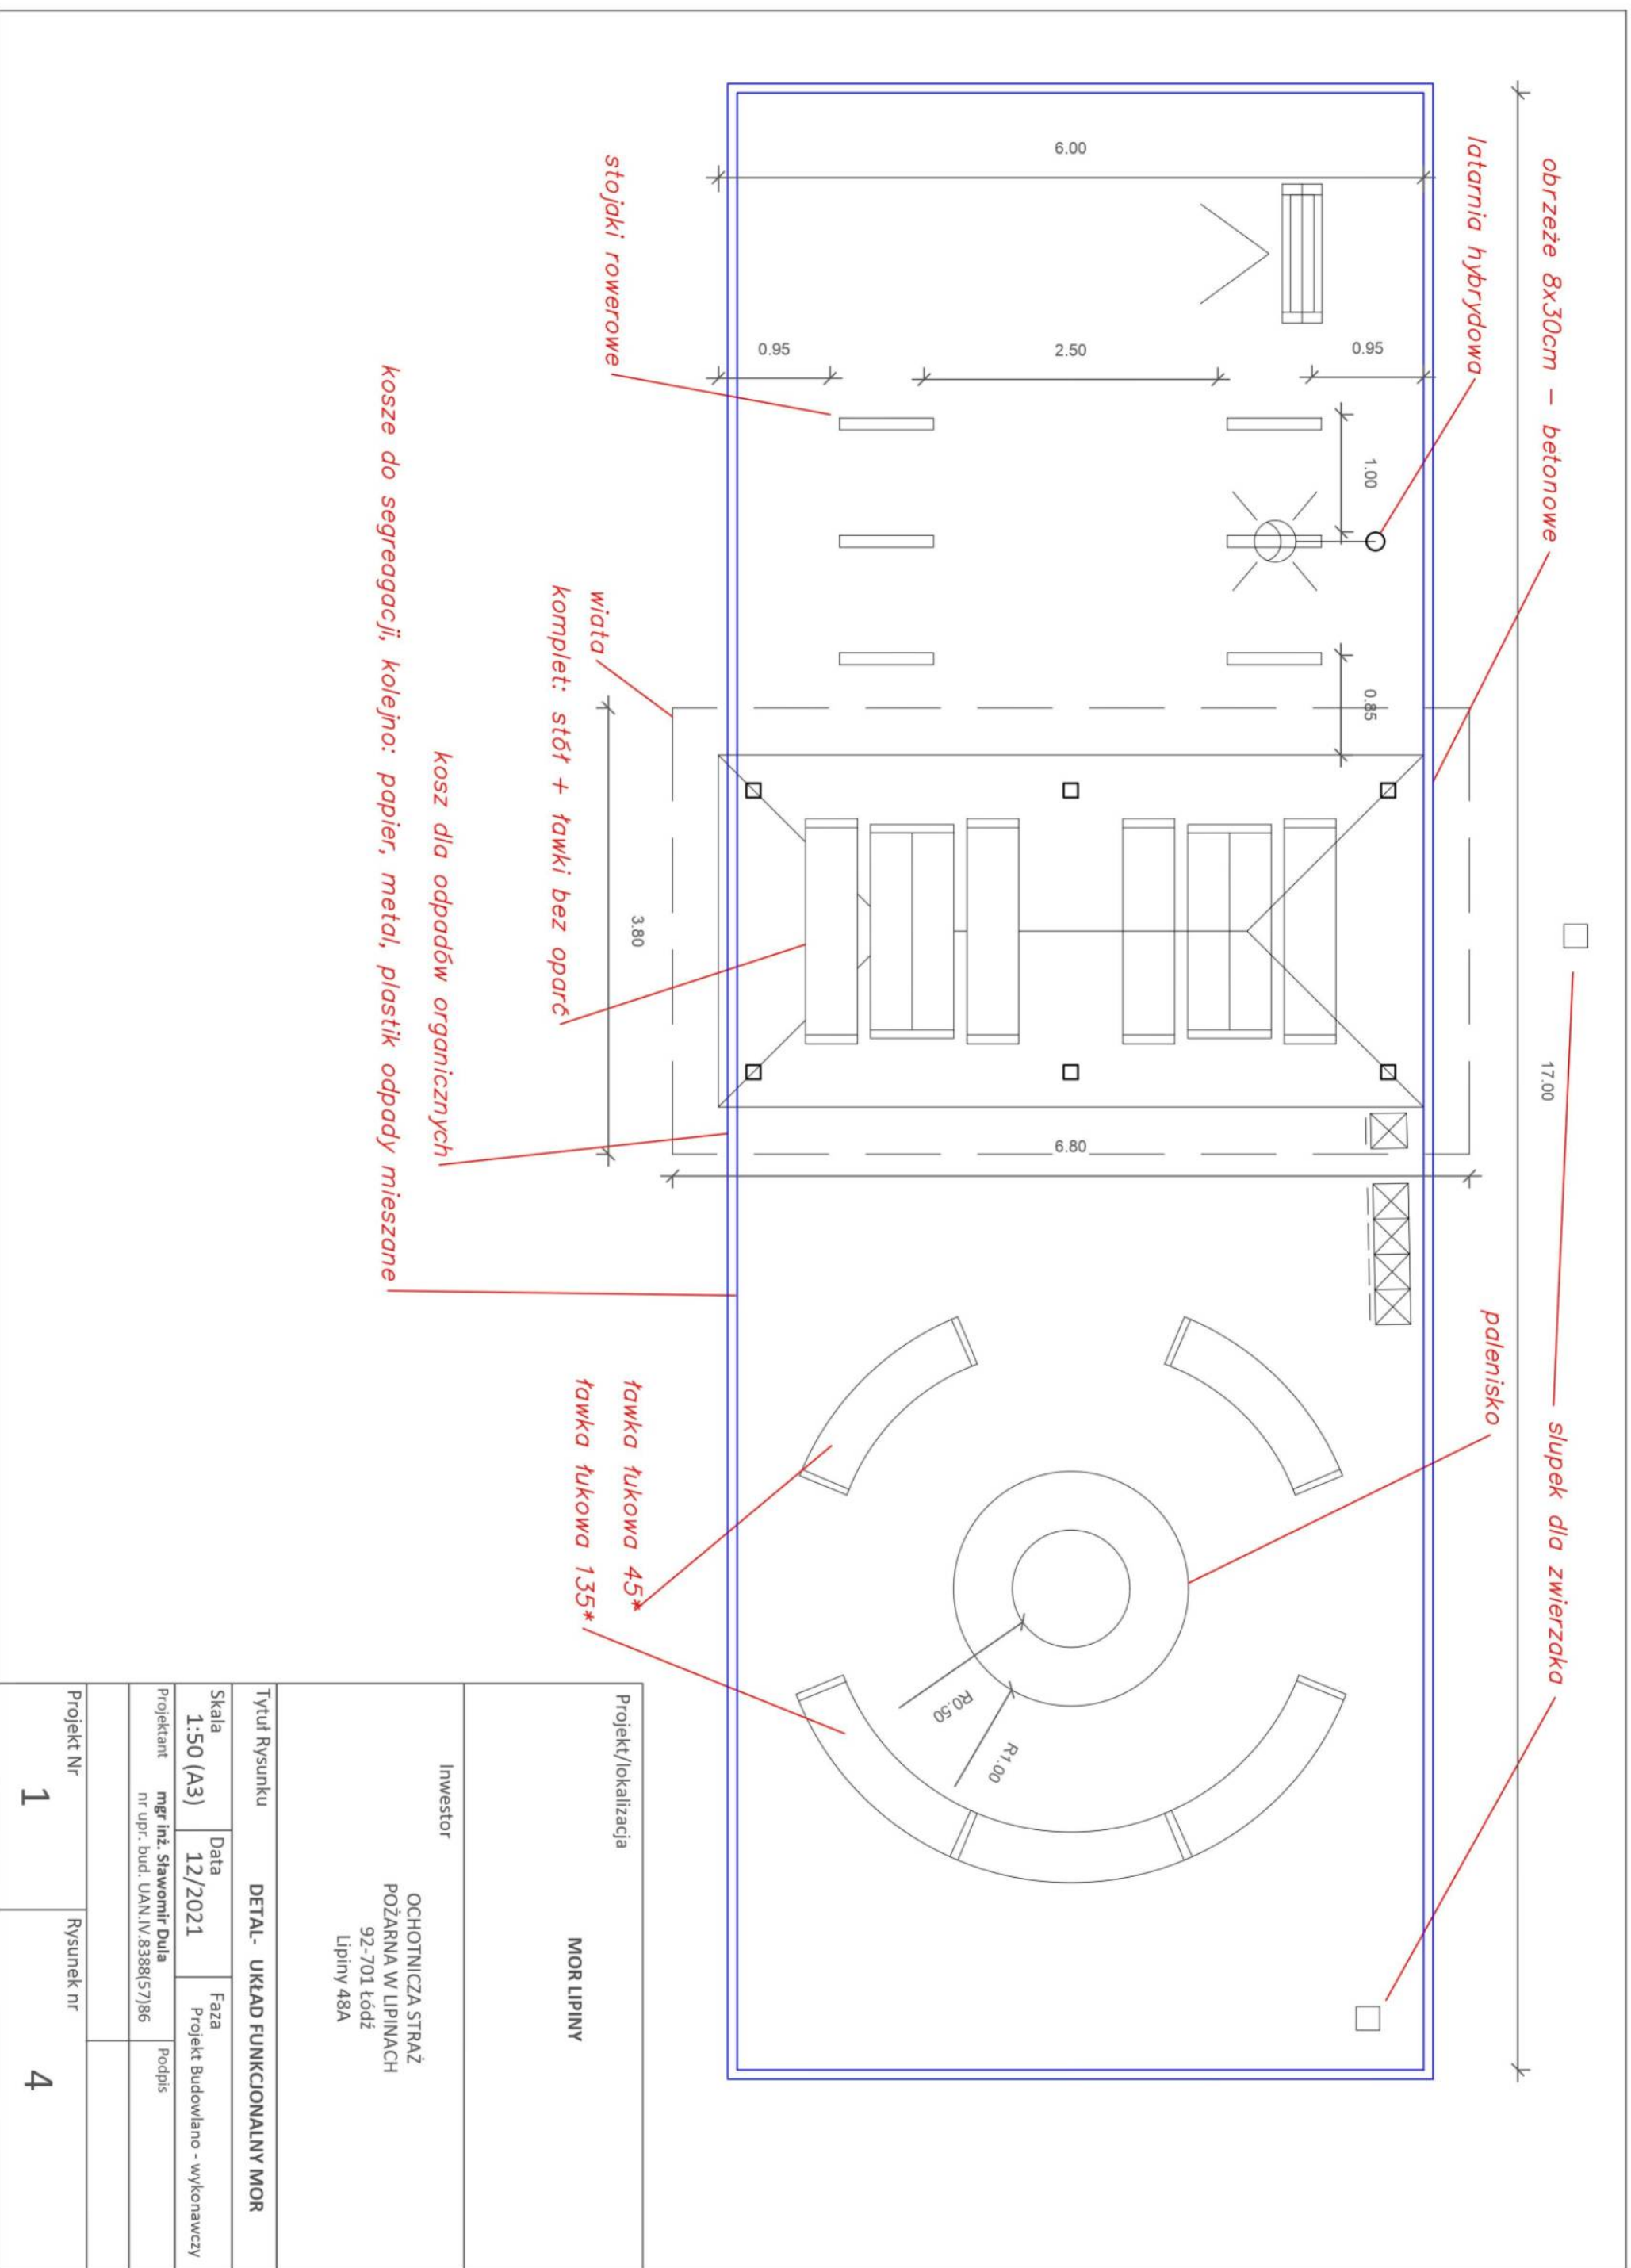 obrzeże 8x30cm – betonowe
latarnia hybrydowa
17.00
slupek dla zwierzaka
palenisko
6.00
0.95
2.50
0.95
1.00
0.85
stojaki rowerowe
wiata
komplet: stół + ławki bez oparć
3.80
6.80
kosz dla odpadów organicznych
kosze do segreagacji, kolejno: papier, metal, plastik odpady mieszane
R0.50
R1.00
ławka łukowa 45*
ławka łukowa 135*
Projekt/lokalizacja
MOR LIPINY
Inwestor
OCHOTNICZA STRAŻ
POŻARNA W LIPINACH
92-701 Łódź
Lipiny 48A
Tytuł Rysunku
DETAL- UKŁAD FUNKCJONALNY MOR
Skala
1:50 (A3)
Data
12/2021
Faza
Projekt Budowlano - wykonawczy
Projektant
mgr inż. Sławomir Dula
nr upr. bud. UAN.IV.8388(57)86
Podpis
Projekt Nr
1
Rysunek nr
4